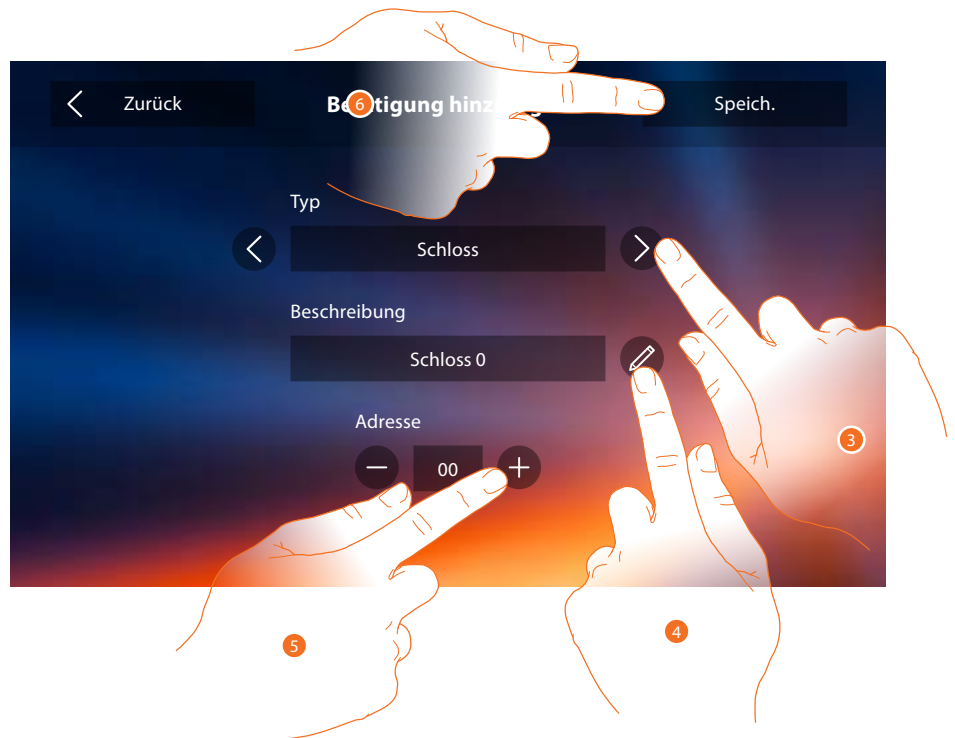 Zurück
Speich.
6
Typ
Schloss
Beschreibung
Schloss 0
3
Adresse
00
4
5